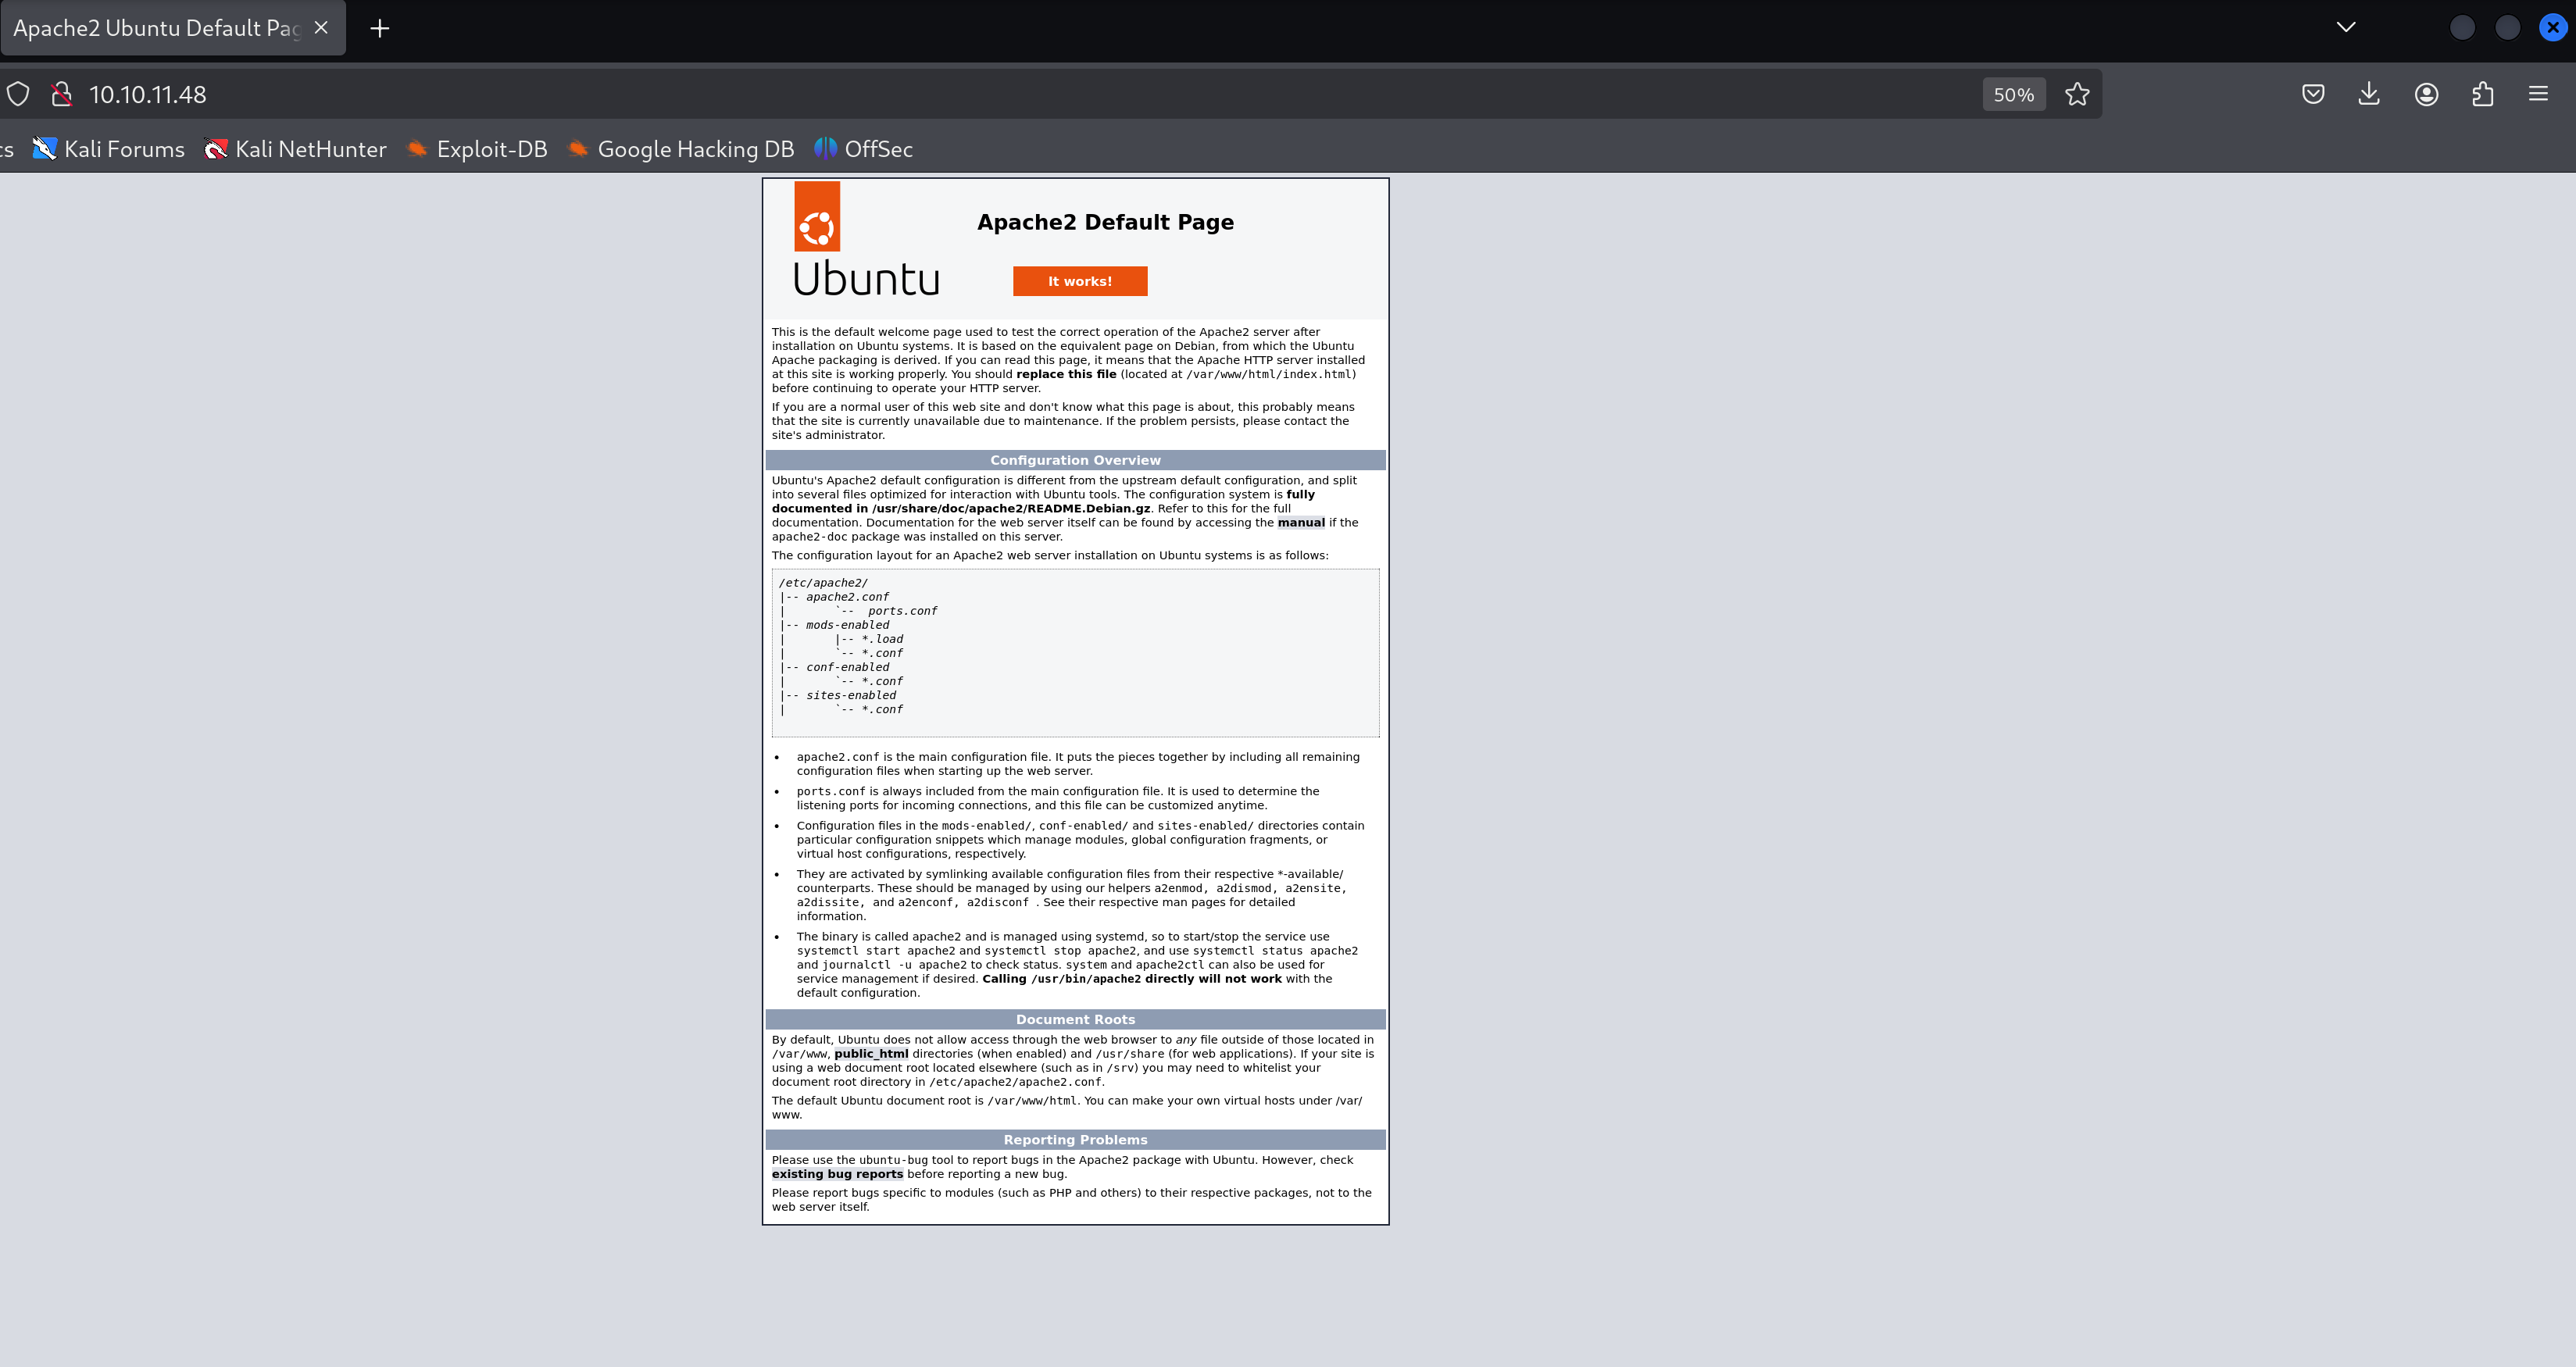 Apache2 Ubuntu Default Pag
10.10.11.48
50%
cs Kali Forums Kali NetHunter Exploit-DB Google Hacking DB OffSec
Apache2 Default Page
Ubuntu
It works!
This is the default welcome page used to test the correct operation of the Apache2 server after
installation on Ubuntu systems. It is based on the equivalent page on Debian, from which the Ubuntu
Apache packaging is derived. If you can read this page, it means that the Apache HTTP server installed
at this site is working properly. You should replace this file (located at /var/www/html/index.html)
before continuing to operate your HTTP server.
If you are a normal user of this web site and don't know what this page is about, this probably means
that the site is currently unavailable due to maintenance. If the problem persists, please contact the
site's administrator.
Configuration Overview
Ubuntu's Apache2 default configuration is different from the upstream default configuration, and split
into several files optimized for interaction with Ubuntu tools. The configuration system is fully
documented in /usr/share/doc/apache2/README.Debian.gz. Refer to this for the full
documentation. Documentation for the web server itself can be found by accessing the manual if the
apache2-doc package was installed on this server.
The configuration layout for an Apache2 web server installation on Ubuntu systems is as follows:
/etc/apache2/
|-- apache2.conf
|       `--  ports.conf
|-- mods-enabled
|       |-- *.load
|       `-- *.conf
|-- conf-enabled
|       `-- *.conf
|-- sites-enabled
|       `-- *.conf
• apache2.conf is the main configuration file. It puts the pieces together by including all remaining
configuration files when starting up the web server.
• ports.conf is always included from the main configuration file. It is used to determine the
listening ports for incoming connections, and this file can be customized anytime.
• Configuration files in the mods-enabled/, conf-enabled/ and sites-enabled/ directories contain
particular configuration snippets which manage modules, global configuration fragments, or
virtual host configurations, respectively.
• They are activated by symlinking available configuration files from their respective *-available/
counterparts. These should be managed by using our helpers a2enmod, a2dismod, a2ensite,
a2dissite, and a2enconf, a2disconf . See their respective man pages for detailed
information.
• The binary is called apache2 and is managed using systemd, so to start/stop the service use
systemctl start apache2 and systemctl stop apache2, and use systemctl status apache2
and journalctl -u apache2 to check status. system and apache2ctl can also be used for
service management if desired. Calling /usr/bin/apache2 directly will not work with the
default configuration.
Document Roots
By default, Ubuntu does not allow access through the web browser to any file outside of those located in
/var/www, public_html directories (when enabled) and /usr/share (for web applications). If your site is
using a web document root located elsewhere (such as in /srv) you may need to whitelist your
document root directory in /etc/apache2/apache2.conf.
The default Ubuntu document root is /var/www/html. You can make your own virtual hosts under /var/
www.
Reporting Problems
Please use the ubuntu-bug tool to report bugs in the Apache2 package with Ubuntu. However, check
existing bug reports before reporting a new bug.
Please report bugs specific to modules (such as PHP and others) to their respective packages, not to the
web server itself.